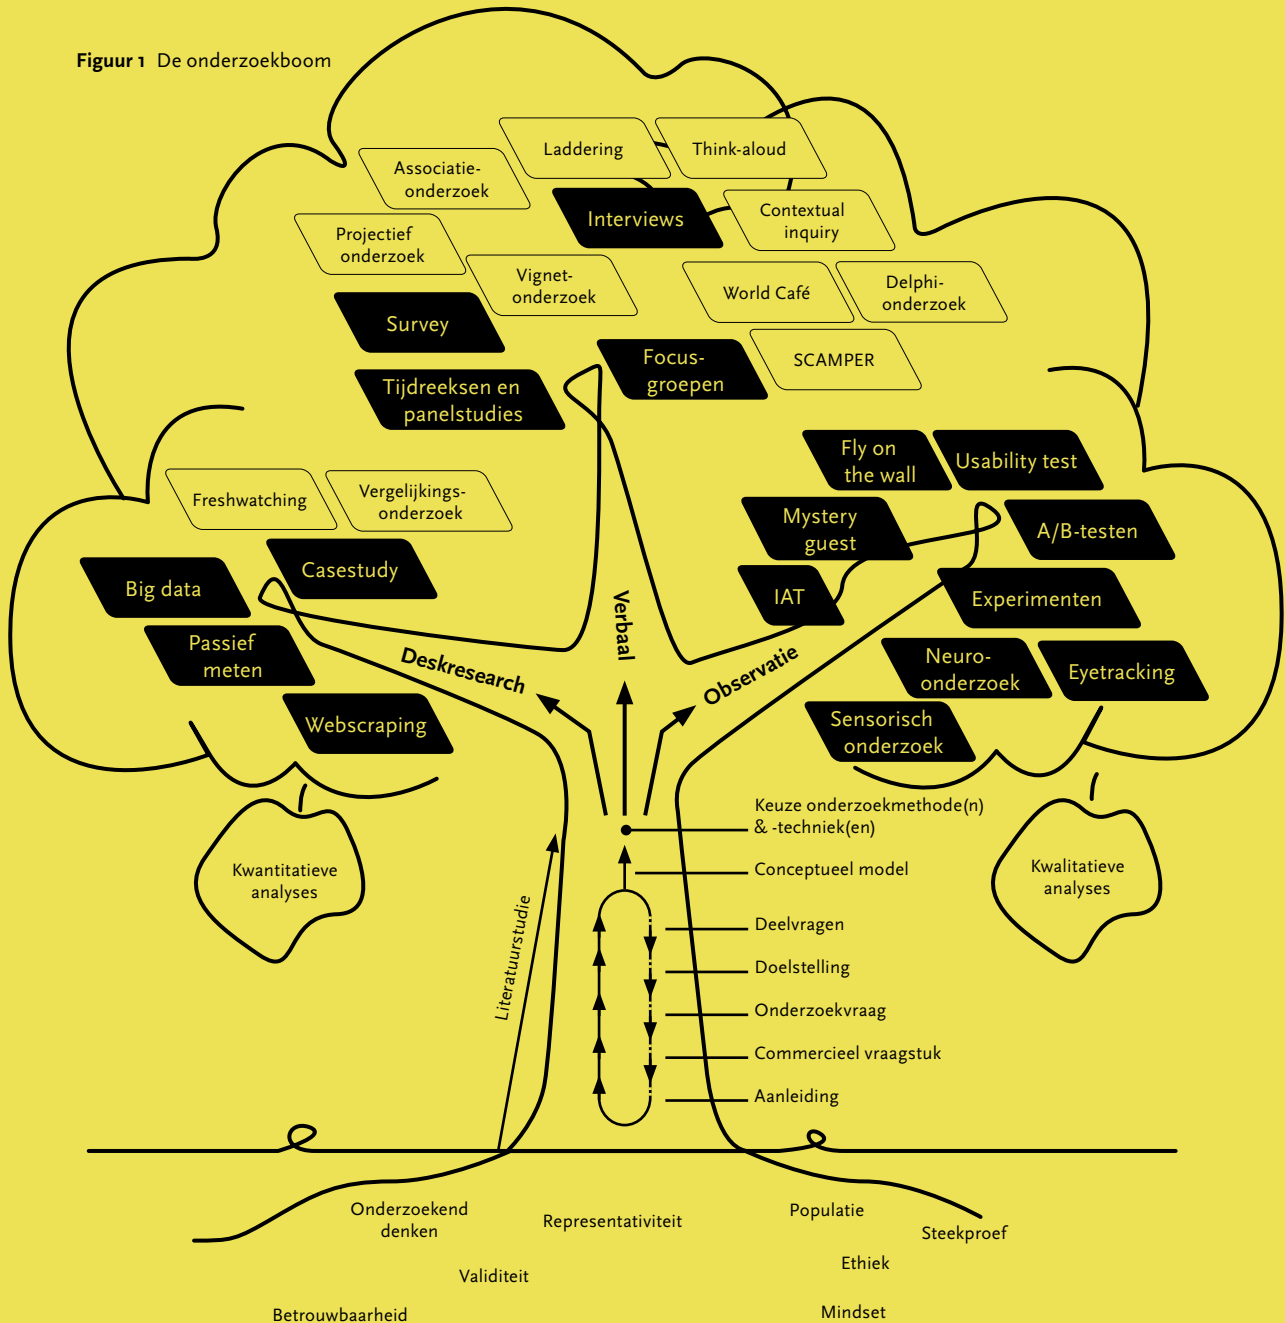 Figuur 1 De onderzoekboom
Laddering
Think-aloud
Associatie-
onderzoek
Interviews
Contextual
inquiry
Projectief
onderzoek
Vignet-
onderzoek
World Café
Delphi-
onderzoek
Survey
Focus-
groepen
SCAMPER
Tijdreeksen en
panelstudies
Fly on
the wall
Usability test
Freshwatching
Vergelijkings-
onderzoek
Mystery
guest
A/B-testen
Casestudy
Big data
IAT
Experimenten
Passief
meten
Verbaal
Deskresearch
Observatie
Neuro-
onderzoek
Eyetracking
Webscraping
Sensorisch
onderzoek
Keuze onderzoekmethode(n)
& -techniek(en)
Kwantitatieve
analyses
Conceptueel model
Kwalitatieve
analyses
Literatuurstudie
Deelvragen
Doelstelling
Onderzoekvraag
Commercieel vraagstuk
Aanleiding
Onderzoekend
denken
Representativiteit
Populatie
Steekproef
Validiteit
Ethiek
Betrouwbaarheid
Mindset